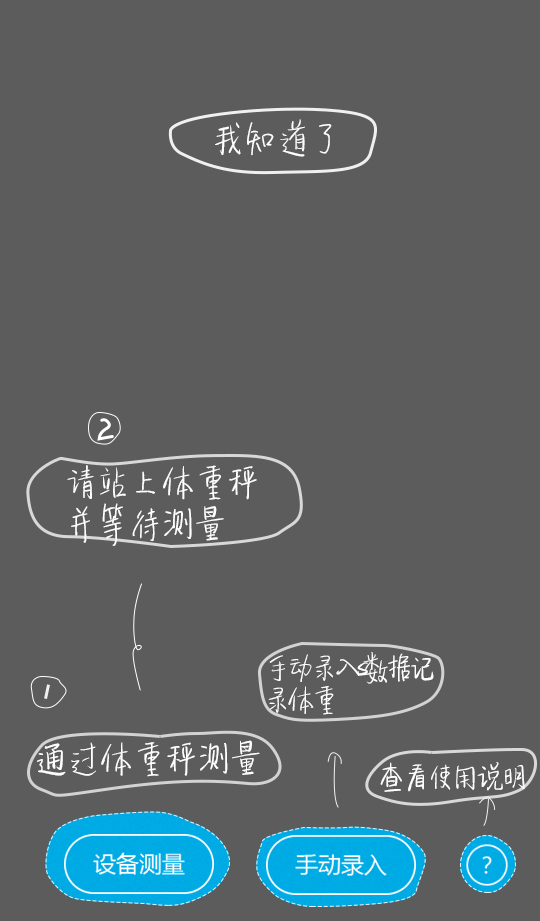 我知道了
2
请站上体重秤
并等待测量
手动录入数据记
录体重
1
通过体重秤测量
查看使用说明
设备测量
手动录入
?